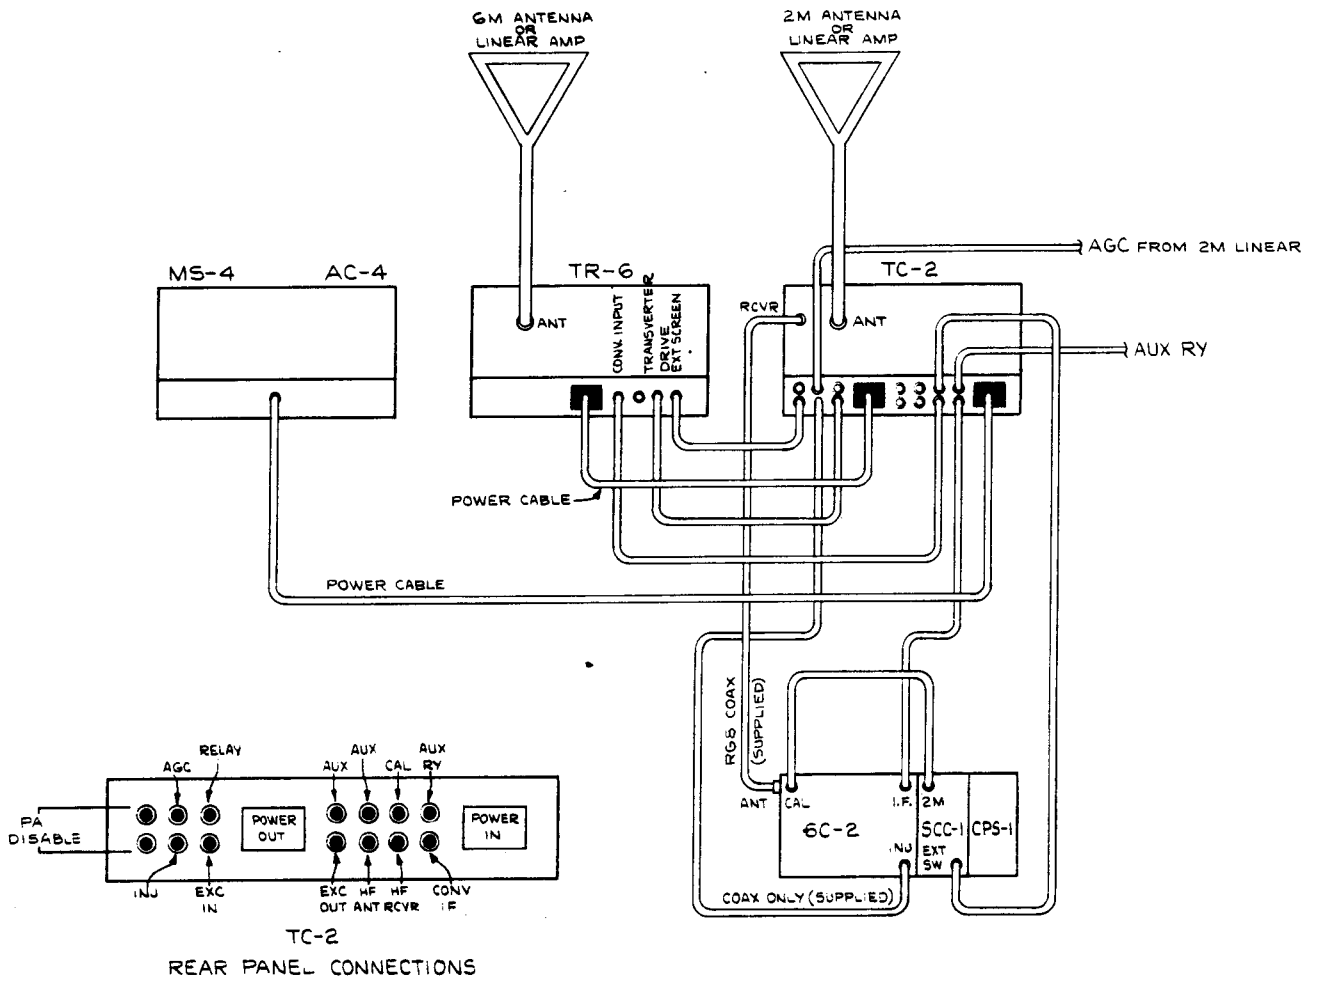 6M ANTENNA
OR
LINEAR AMP
2M ANTENNA
OR
LINEAR AMP
AGC FROM 2M LINEAR
MS-4
AC-4
TR-6
TC-2
ANT
CONV. INPUT
TRANSVERTER
DRIVE
EXT SCREEN
RCVR
ANT
AUX RY
POWER CABLE
POWER CABLE
RG8 COAX
(SUPPLIED)
ANT
CAL
I.F.
2M
6C-2
SCC-1
CPS-1
INJ
EXT
SW
COAX ONLY (SUPPLIED)
RELAY
AGC
AUX
AUX
CAL
AUX
RY
PA
DISABLE
POWER
OUT
POWER
IN
INJ
EXC
IN
EXC
OUT
HF
ANT
HF
RCVR
CONV
IF
TC-2
REAR PANEL CONNECTIONS